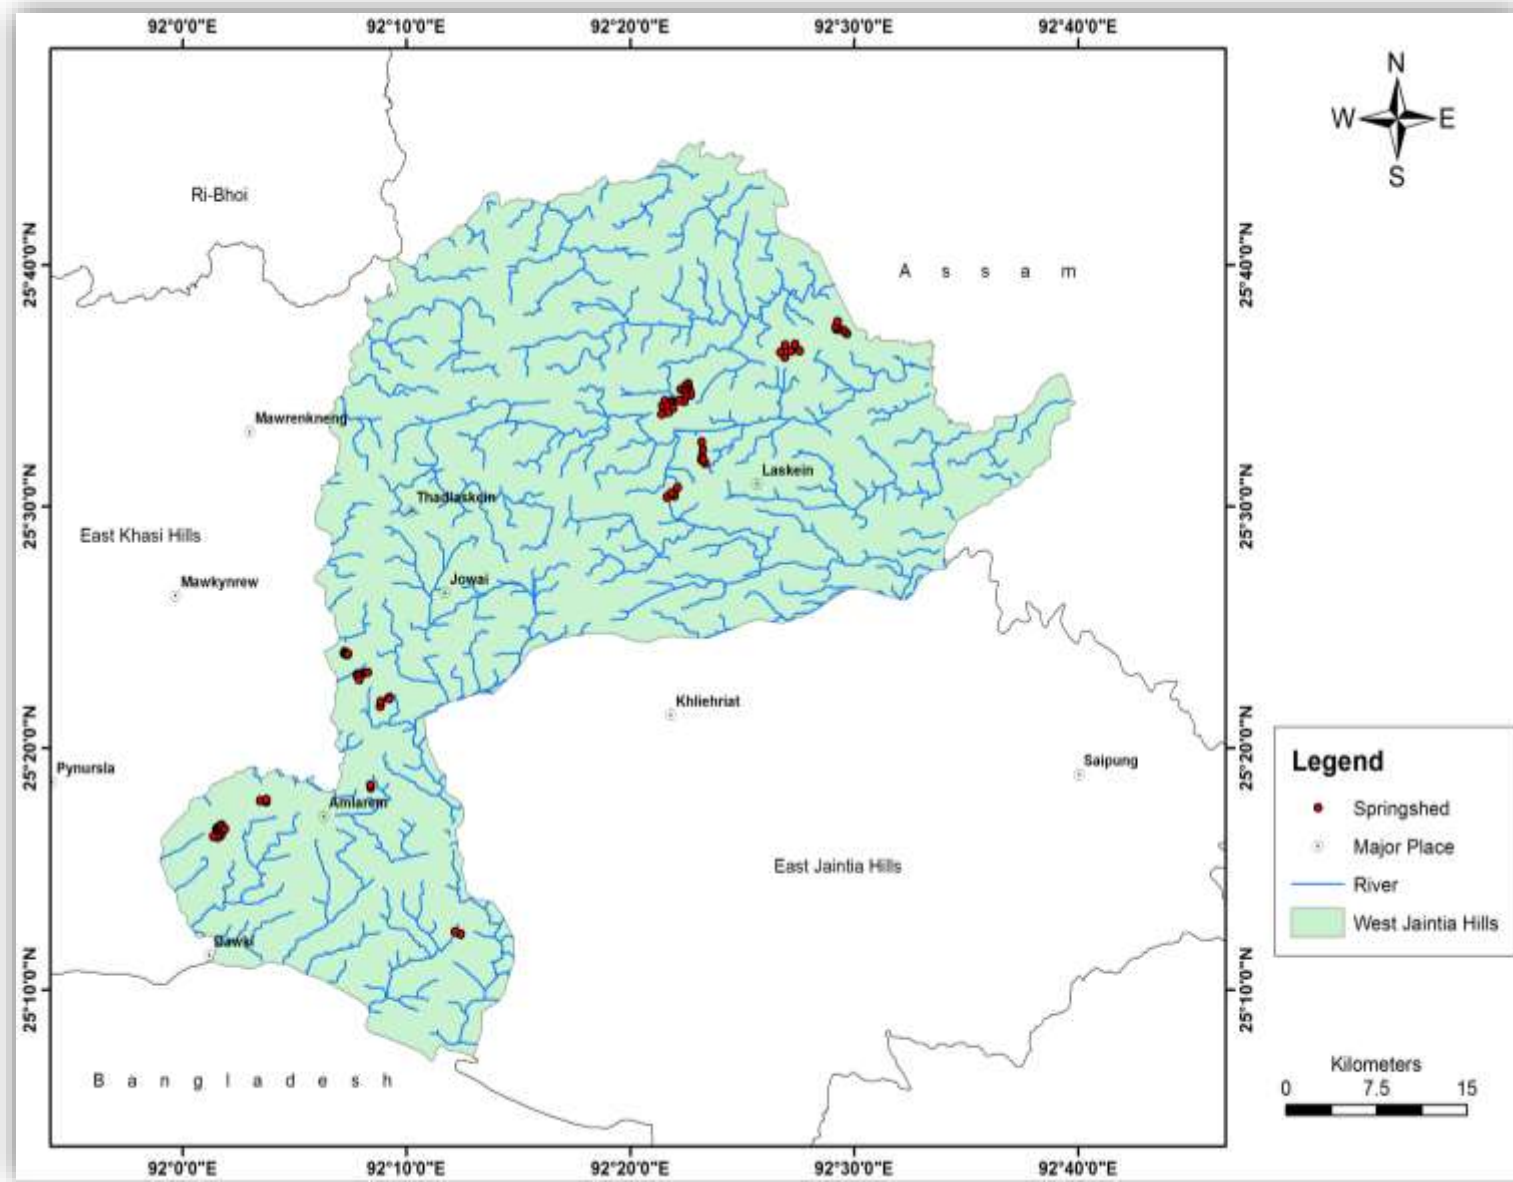 92°0'0"E 92°10'0"E 92°20'0"E 92°30'0"E 92°40'0"E
N
W E
S
Ri-Bhoi
25°40'0"N
A s s a m
25°40'0"N
Mawrenkneng
Laskein
Thadlaskein
25°30'0"N
25°30'0"N
East Khasi Hills
Mawkynrew
Jowai
Khliehriat
25°20'0"N
25°20'0"N
Pynursla
Saipung
Amlarem
East Jaintia Hills
Dawki
25°10'0"N
25°10'0"N
B a n g l a d e s h
Legend
Springshed
Major Place
River
West Jaintia Hills
Kilometers
0 7.5 15
92°0'0"E 92°10'0"E 92°20'0"E 92°30'0"E 92°40'0"E